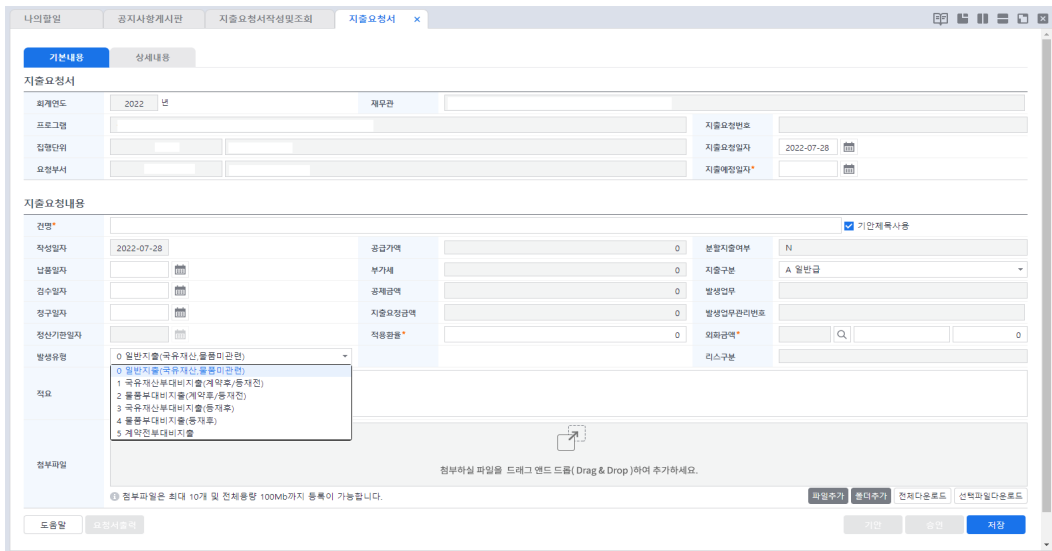 나의할일 공지사항게시판 지출요청서작성및조회 지출요청서 ×
기본내용 상세내용
지출요청서
회계연도 2022 년 재무관
프로그램 지출요청번호
집행단위 지출요청일자 2022-07-28
요청부서 지출예정일자*
지출요청내용
건명* 기안제목사용
작성일자 2022-07-28 공급가액 0 분할지출여부 N
납품일자 부가세 0 지출구분 A 일반급
검수일자 공제금액 0 발생업무
청구일자 지출요청금액 0 발생업무관리번호
정산기한일자 적용환율* 0 외화금액* 0
발생유형 0 일반지출(국유재산,물품미관련) 리스구분
0 일반지출(국유재산,물품미관련)
1 국유재산부대비지출(계약후/등재전)
2 물품부대비지출(계약후/등재전)
3 국유재산부대비지출(등재후)
4 물품부대비지출(등재후)
5 계약전부대비지출
적요
첨부파일
첨부하실 파일을 드래그 앤드 드롭( Drag & Drop )하여 추가하세요.
첨부파일은 최대 10개 및 전체용량 100Mb까지 등록이 가능합니다. 파일추가 폴더추가 전체다운로드 선택파일다운로드
도움말 요청서출력 기안 승인 저장